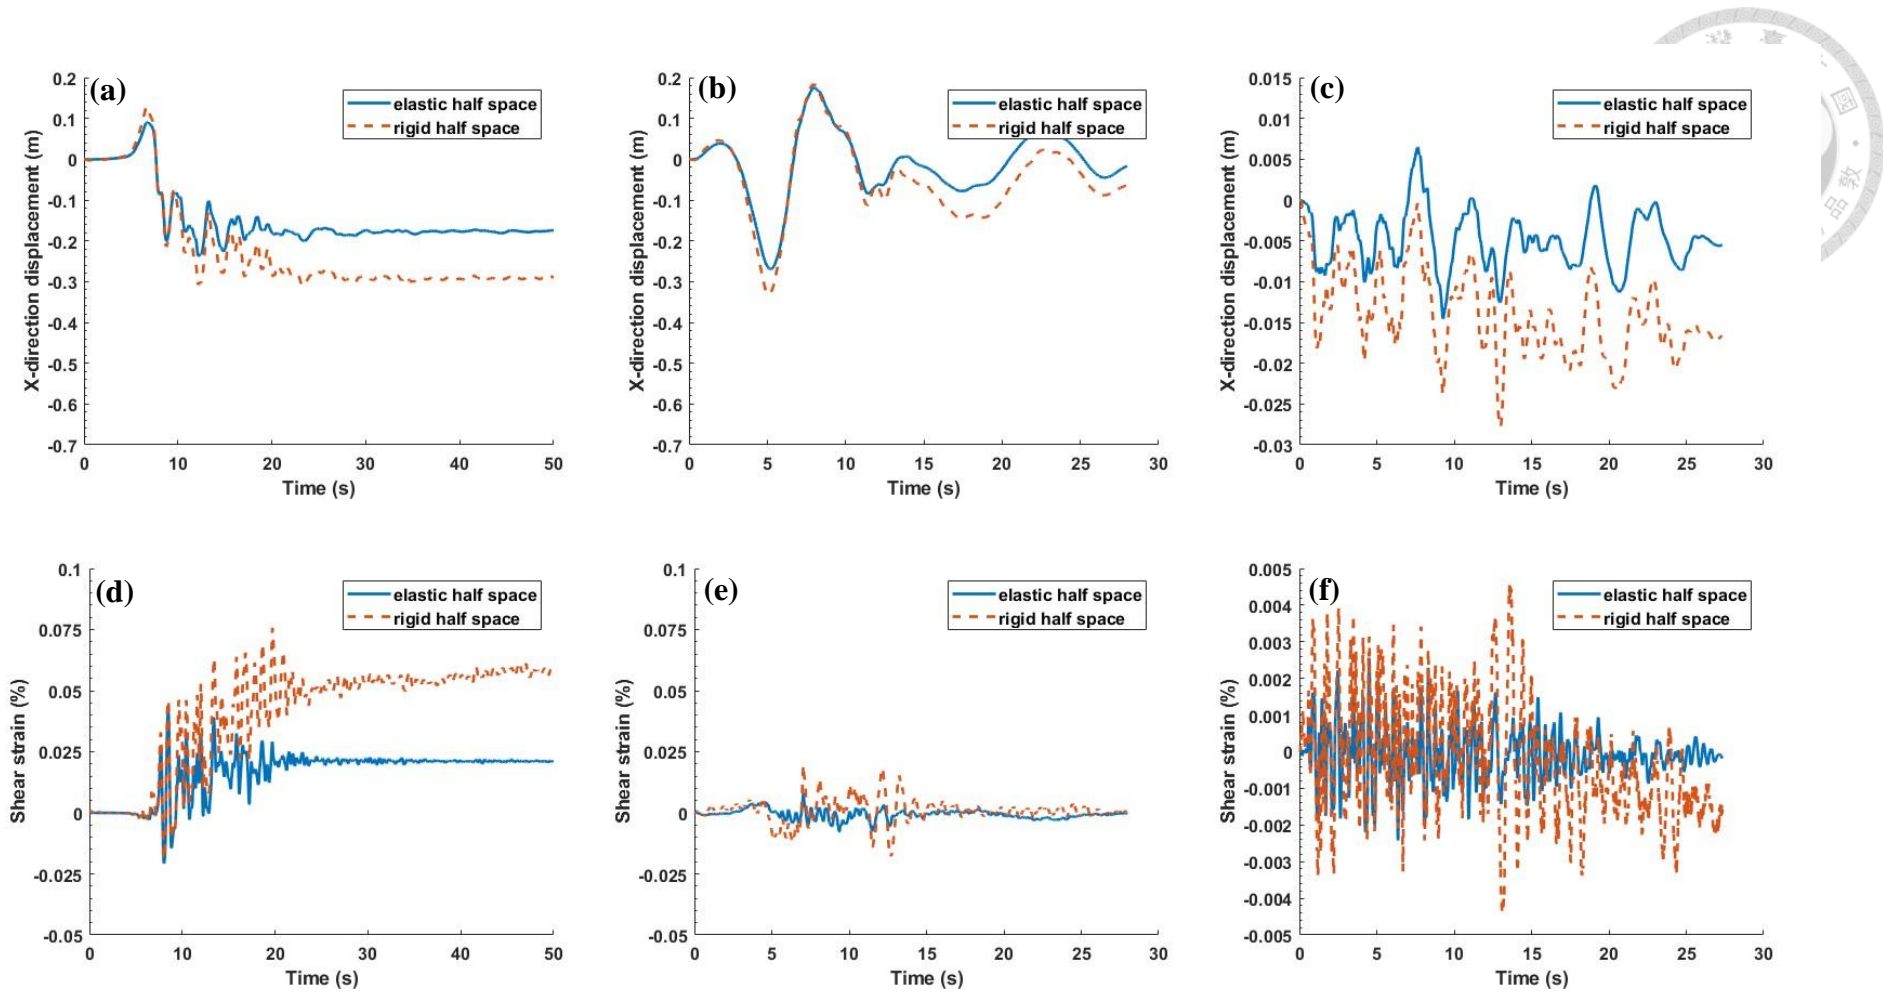 (a)
0.2
0.1
0
-0.1
-0.2
-0.3
-0.4
-0.5
-0.6
-0.7
X-direction displacement (m)
elastic half space
rigid half space
0 10 20 30 40 50
Time (s)
(b)
0.2
0.1
0
-0.1
-0.2
-0.3
-0.4
-0.5
-0.6
-0.7
X-direction displacement (m)
elastic half space
rigid half space
0 5 10 15 20 25 30
Time (s)
(c)
0.015
0.01
0.005
0
-0.005
-0.01
-0.015
-0.02
-0.025
-0.03
X-direction displacement (m)
elastic half space
rigid half space
0 5 10 15 20 25 30
Time (s)
國
敦
品
(d)
0.1
0.075
0.05
0.025
0
-0.025
-0.05
Shear strain (%)
elastic half space
rigid half space
0 10 20 30 40 50
Time (s)
(e)
0.1
0.075
0.05
0.025
0
-0.025
-0.05
Shear strain (%)
elastic half space
rigid half space
0 5 10 15 20 25 30
Time (s)
(f)
0.005
0.004
0.003
0.002
0.001
0
-0.001
-0.002
-0.003
-0.004
-0.005
Shear strain (%)
elastic half space
rigid half space
0 5 10 15 20 25 30
Time (s)